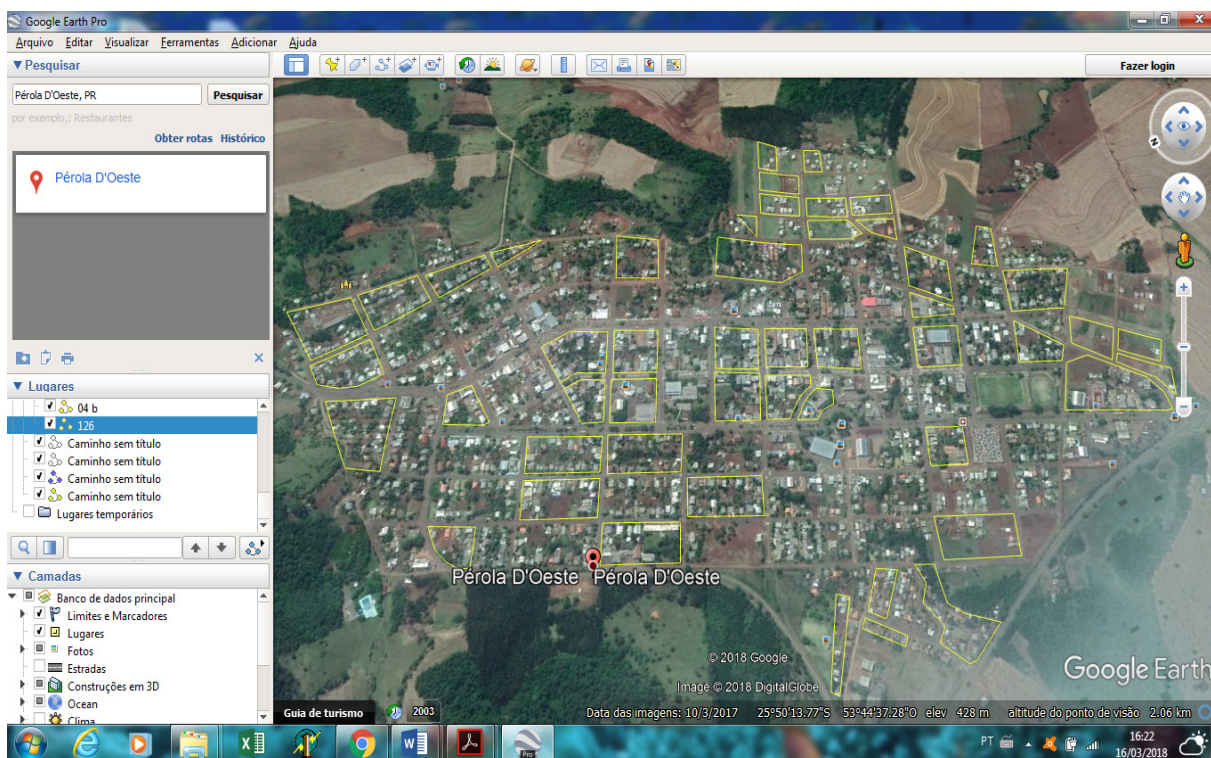 Google Earth Pro
Arquivo Editar Visualizar Ferramentas Adicionar Ajuda
Pesquisar
Pérola D'Oeste, PR
Pesquisar
por exemplo,: Restaurantes
Obter rotas Histórico
Pérola D'Oeste
Lugares
04 b
126
Caminho sem título
Caminho sem título
Caminho sem título
Caminho sem título
Lugares temporários
Camadas
Banco de dados principal
Limites e Marcadores
Lugares
Fotos
Estradas
Construções em 3D
Ocean
Clima
Fazer login
N
Pérola D'Oeste Pérola D'Oeste
© 2018 Google
Image © 2018 DigitalGlobe
Google Earth
Guia de turismo
2003
Data das imagens: 10/3/2017 25°50'13.77"S 53°44'37.28"O elev 428 m altitude do ponto de visão 2.06 km
Pro
PT
16:22
16/03/2018